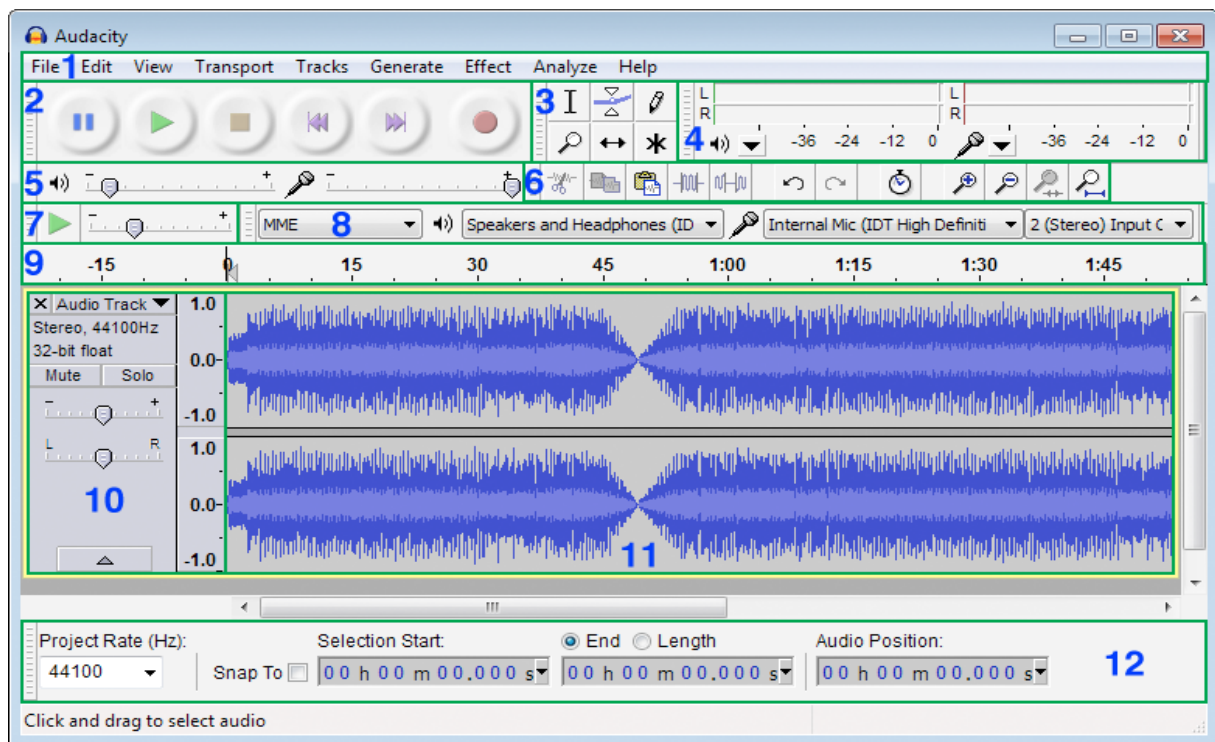 Audacity
File 1 Edit View Transport Tracks Generate Effect Analyze Help
2 3 L R L R
4 -36 -24 -12 0 -36 -24 -12 0
5 - + - + 6
7 - + MME 8 Speakers and Headphones (ID Internal Mic (IDT High Definiti 2 (Stereo) Input C
9 -15 0 15 30 45 1:00 1:15 1:30 1:45
X Audio Track 1.0
Stereo, 44100Hz
32-bit float
0.0-
Mute Solo
- +
-1.0
L R 1.0
10 0.0-
11
-1.0
Project Rate (Hz): Selection Start: End Length Audio Position:
44100 Snap To 00 h 00 m 00.000 s 00 h 00 m 00.000 s 00 h 00 m 00.000 s 12
Click and drag to select audio